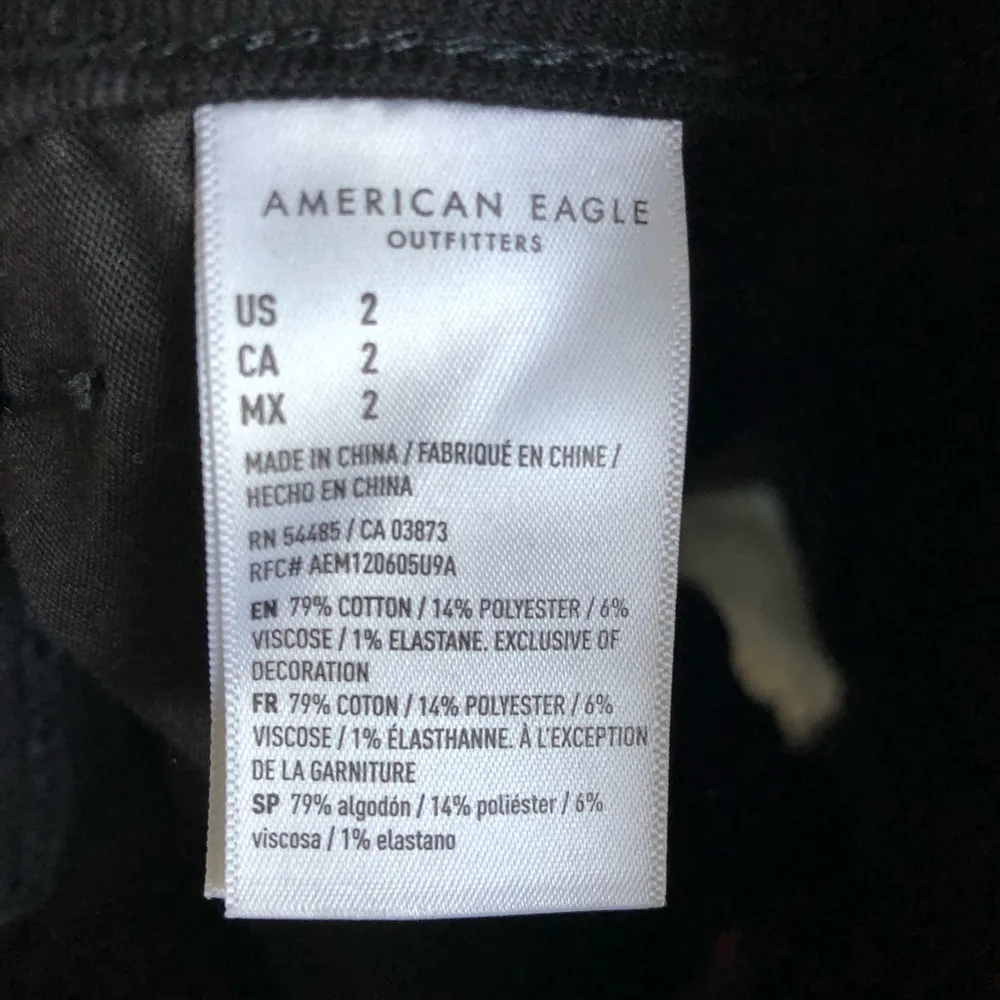 AMERICAN EAGLE
OUTFITTERS
US 2
CA 2
MX 2
MADE IN CHINA / FABRIQUÉ EN CHINE /
HECHO EN CHINA
RN 54485 / CA 03873
RFC# AEM120605U9A
EN 79% COTTON / 14% POLYESTER / 6%
VISCOSE / 1% ELASTANE. EXCLUSIVE OF
DECORATION
FR 79% COTON / 14% POLYESTER / 6%
VISCOSE / 1% ÉLASTHANNE. À L'EXCEPTION
DE LA GARNITURE
SP 79% algodón / 14% poliéster / 6%
viscosa / 1% elastano